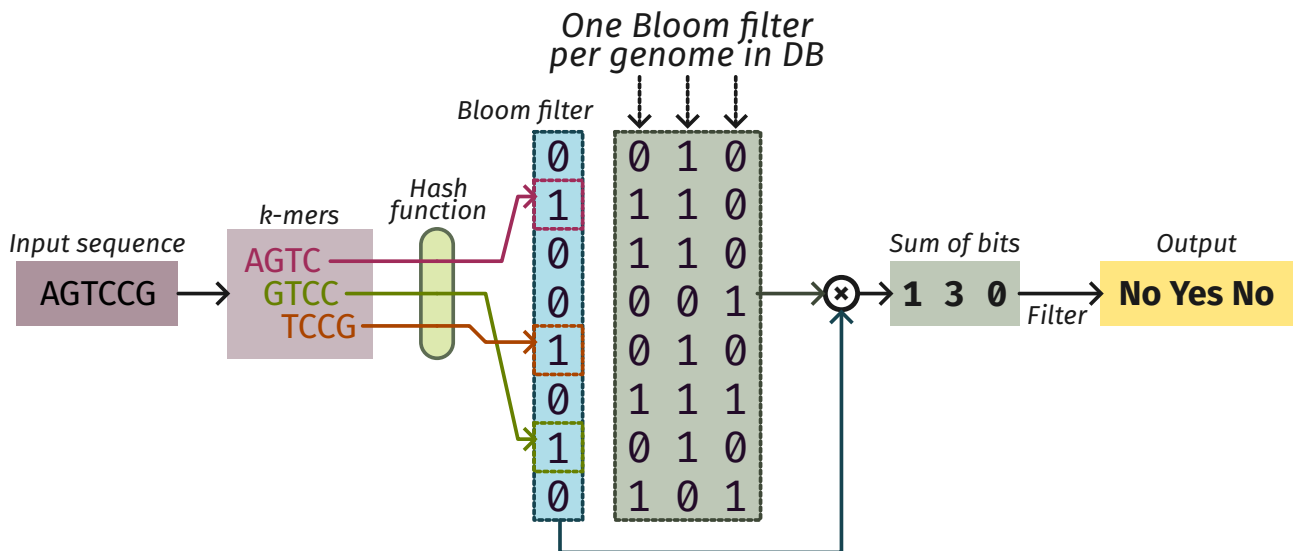 One Bloom filter
per genome in DB
Bloom filter
Hash
function
k-mers
Input sequence
AGTCCG
AGTC
GTCC
TCCG
0
1
0
0
1
0
1
0
0 1 0
1 1 0
1 1 0
0 0 1
0 1 0
1 1 1
0 1 0
1 0 1
Sum of bits
1 3 0
Filter
Output
No Yes No